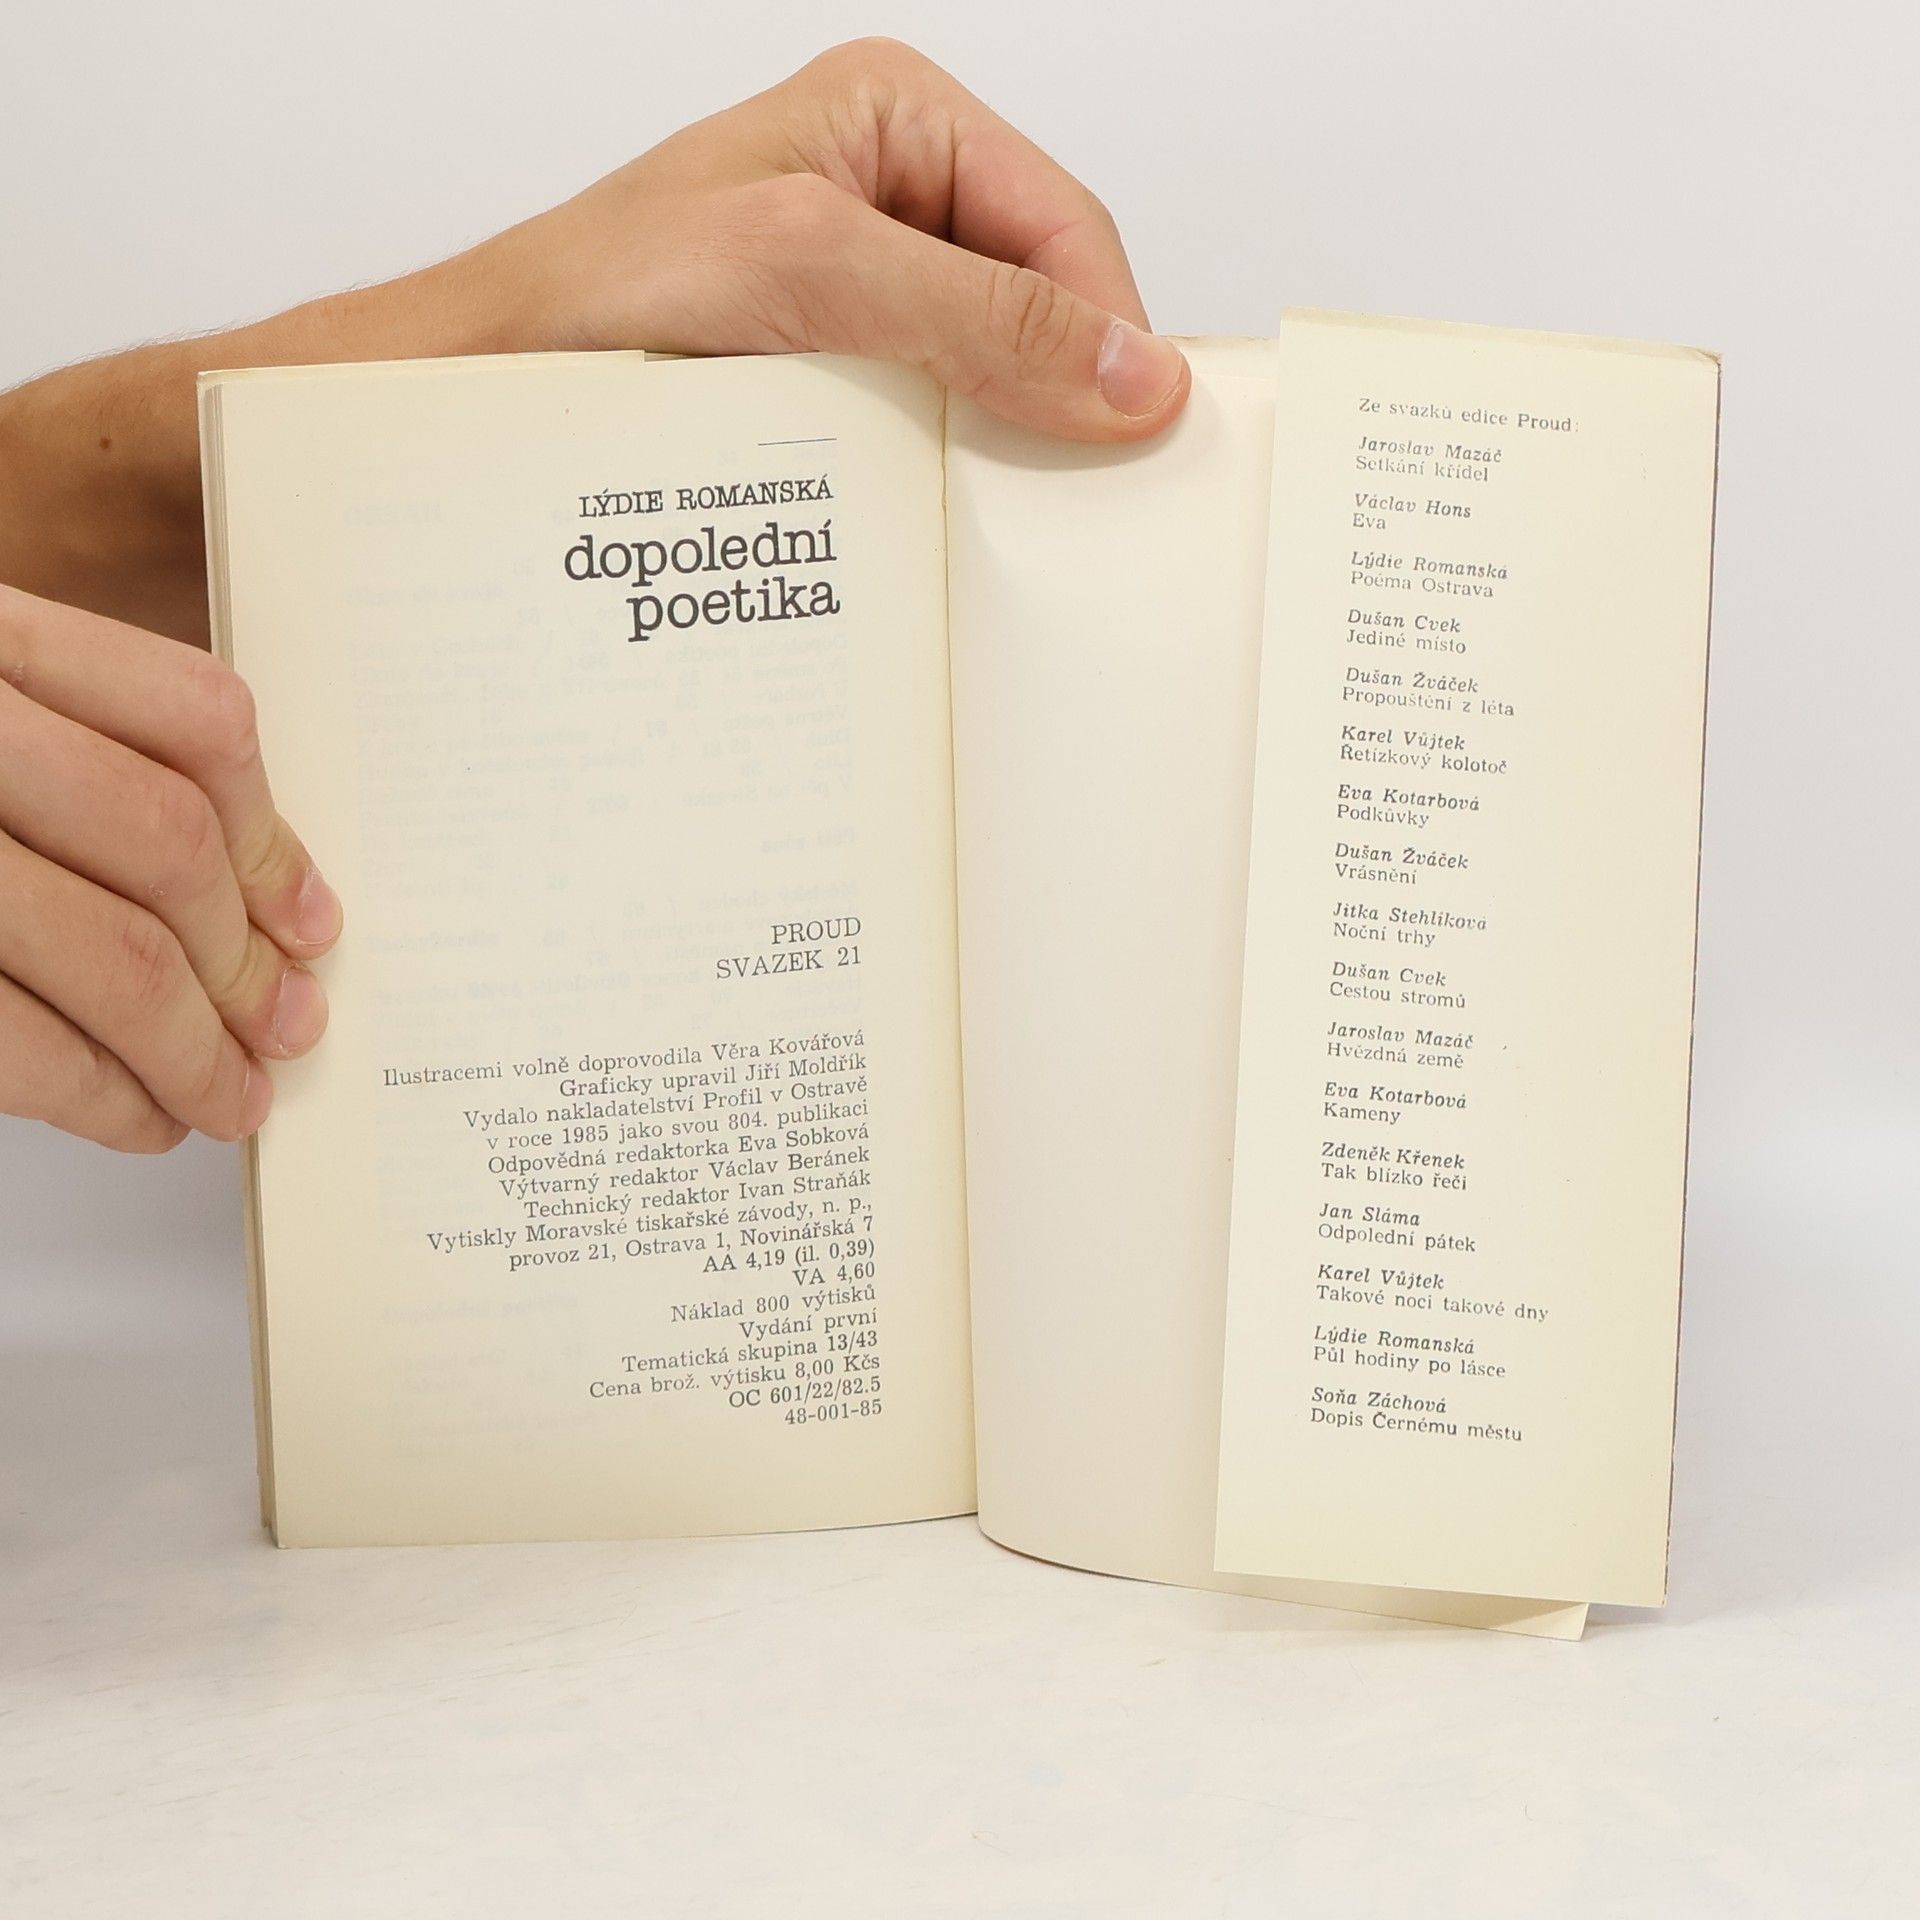 LÝDIE ROMANSKÁ
dopolední
poetika
PROUD
SVAZEK 21
Ilustracemi volně doprovodila Věra Kovářová
Graficky upravil Jiří Moldřík
Vydalo nakladatelství Profil v Ostravě
v roce 1985 jako svou 804. publikaci
Odpovědná redaktorka Eva Sobková
Výtvarný redaktor Václav Beránek
Technický redaktor Ivan Straňák
Vytiskly Moravské tiskařské závody, n. p.,
provoz 21, Ostrava 1, Novinářská 7
AA 4,19 (il. 0,39)
VA 4,60
Náklad 800 výtisků
Vydání první
Tematická skupina 13/43
Cena brož. výtisku 8,00 Kčs
OC 601/22/82.5
48-001-85
Ze svazků edice Proud:
Jaroslav Mazáč
Setkání křídel
Václav Hons
Eva
Lýdie Romanská
Poéma Ostrava
Dušan Cvek
Jediné místo
Dušan Žváček
Propouštění z léta
Karel Vůjtek
Řetízkový kolotoč
Eva Kotarbová
Podkůvky
Dušan Žváček
Vrásnění
Jitka Stehlíková
Noční trhy
Dušan Cvek
Cestou stromů
Jaroslav Mazáč
Hvězdná země
Eva Kotarbová
Kameny
Zdeněk Křenek
Tak blízko řeči
Jan Sláma
Odpolední pátek
Karel Vůjtek
Takové noci takové dny
Lýdie Romanská
Půl hodiny po lásce
Soňa Záchová
Dopis Černému městu